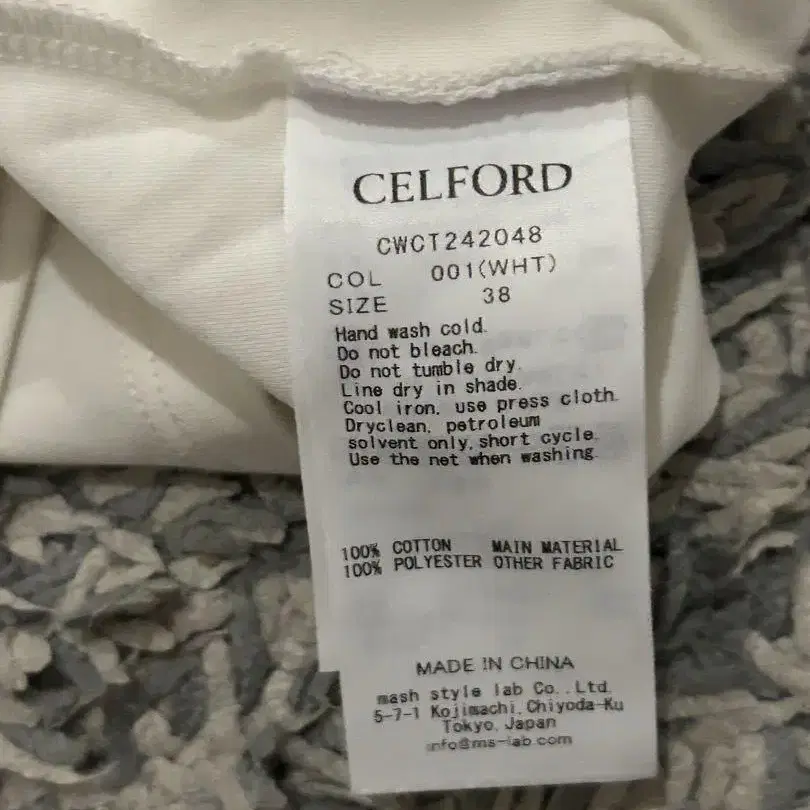 CELFORD
CWCT242048
COL 001(WHT)
SIZE 38
Hand wash cold.
Do not bleach.
Do not tumble dry.
Line dry in shade.
Cool iron, use press cloth.
Dryclean, petroleum
solvent only, short cycle.
Use the net when washing.
100% COTTON MAIN MATERIAL
100% POLYESTER OTHER FABRIC
MADE IN CHINA
mash style lab Co., Ltd.
5-7-1 Kojimachi, Chiyoda-Ku
Tokyo, Japan
info@ms-lab.com